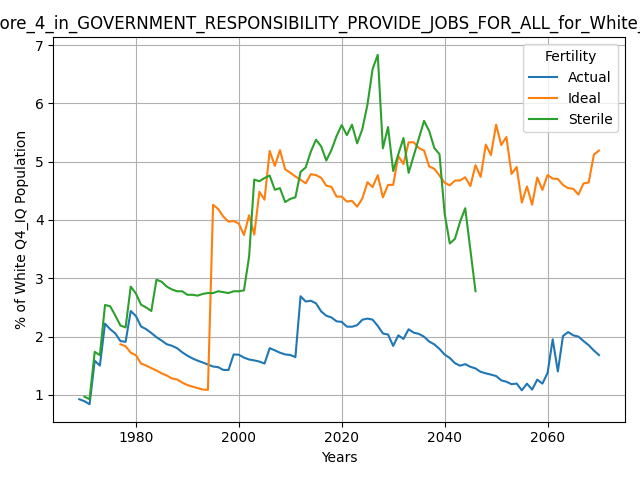 ore_4_in_GOVERNMENT_RESPONSIBILITY_PROVIDE_JOBS_FOR_ALL_for_White_
7
6
5
4
3
2
1
% of White Q4_IQ Population
Fertility
Actual
Ideal
Sterile
1980
2000
2020
2040
2060
Years